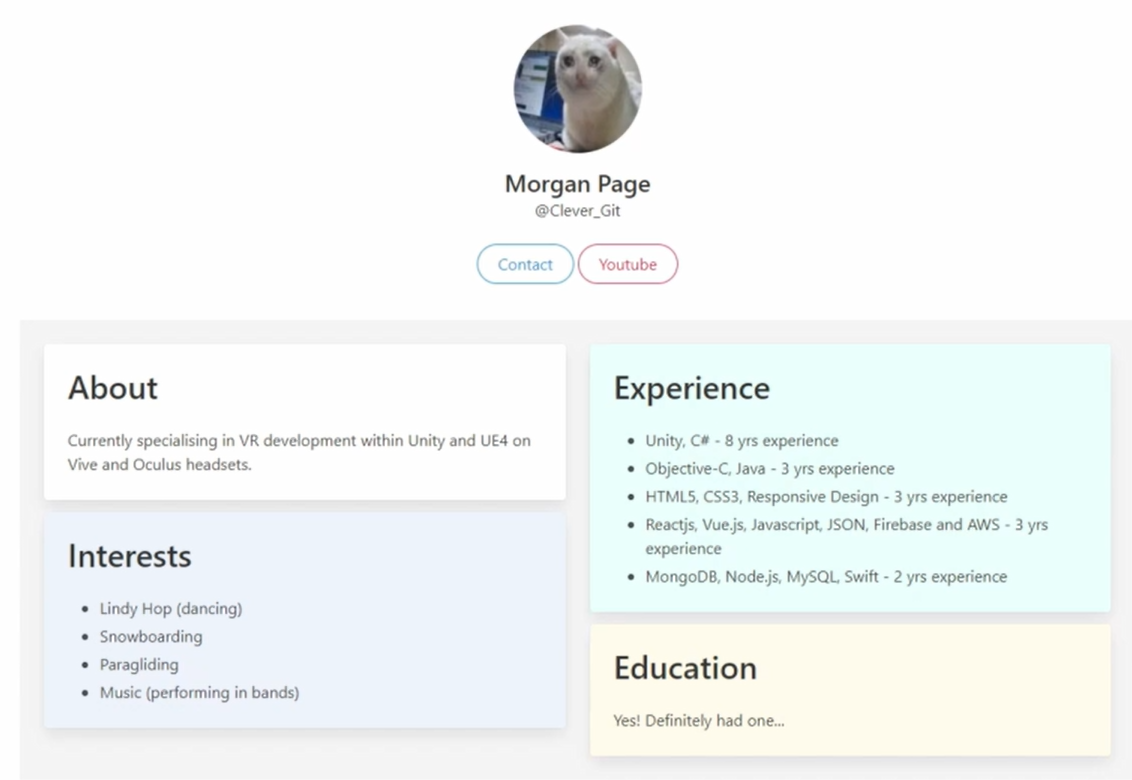 Morgan Page
@Clever_Git
Contact
Youtube
About
Currently specialising in VR development within Unity and UE4 on
Vive and Oculus headsets.
Interests
• Lindy Hop (dancing)
• Snowboarding
• Paragliding
• Music (performing in bands)
Experience
• Unity, C# - 8 yrs experience
• Objective-C, Java - 3 yrs experience
• HTML5, CSS3, Responsive Design - 3 yrs experience
• Reactjs, Vue.js, Javascript, JSON, Firebase and AWS - 3 yrs
experience
• MongoDB, Node.js, MySQL, Swift - 2 yrs experience
Education
Yes! Definitely had one...